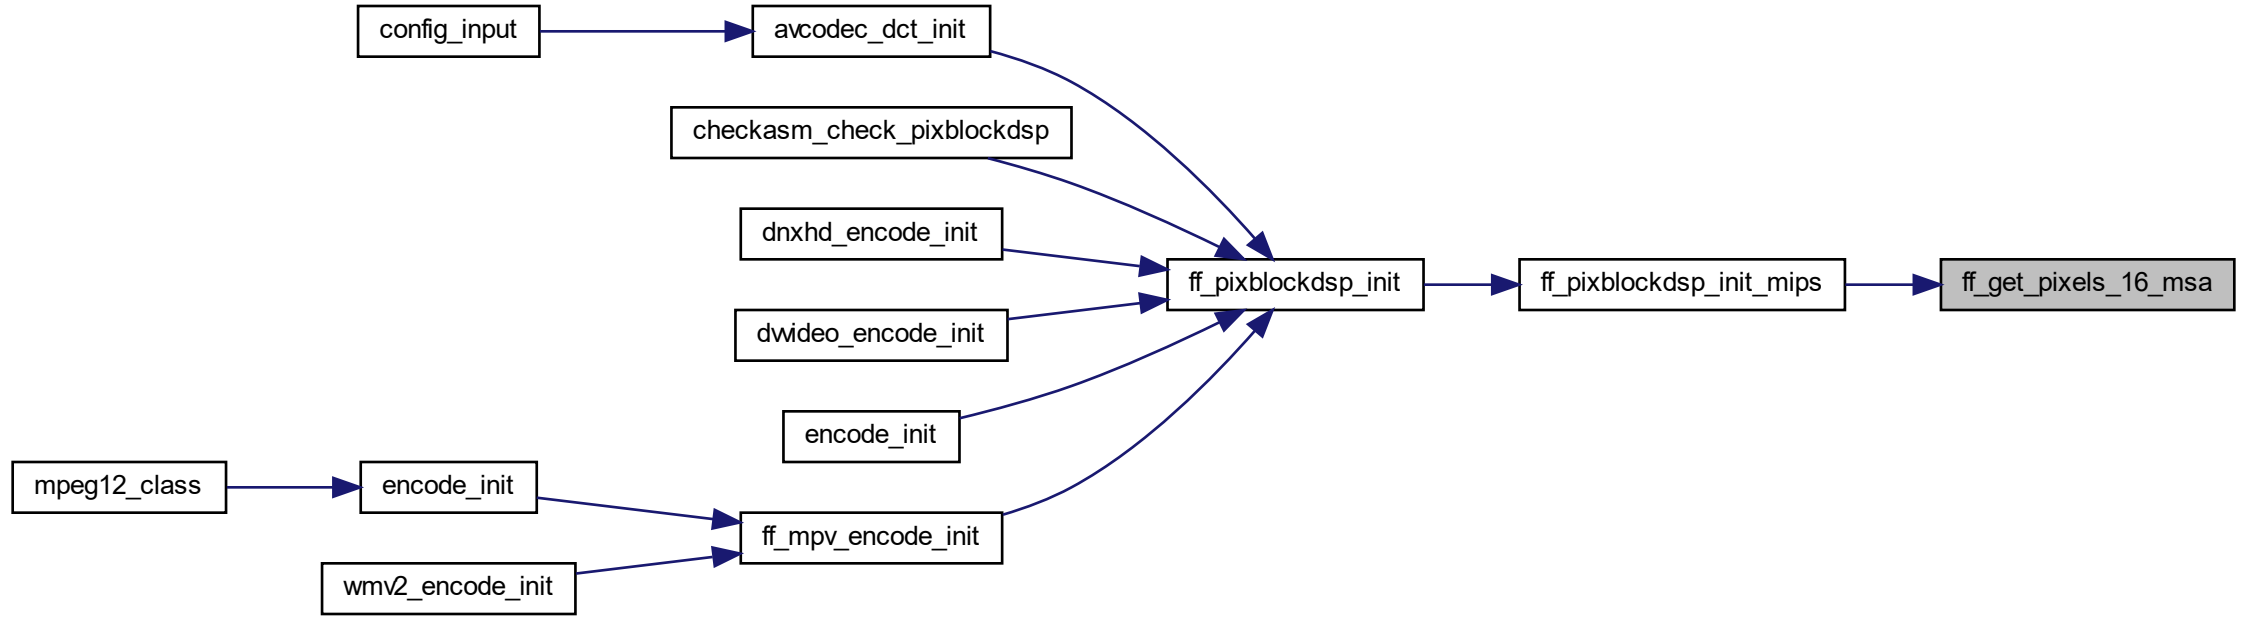 config_input
avcodec_dct_init
checkasm_check_pixblockdsp
dnxhd_encode_init
ff_pixblockdsp_init
ff_pixblockdsp_init_mips
ff_get_pixels_16_msa
dvvideo_encode_init
encode_init
mpeg12_class
encode_init
ff_mpv_encode_init
wmv2_encode_init